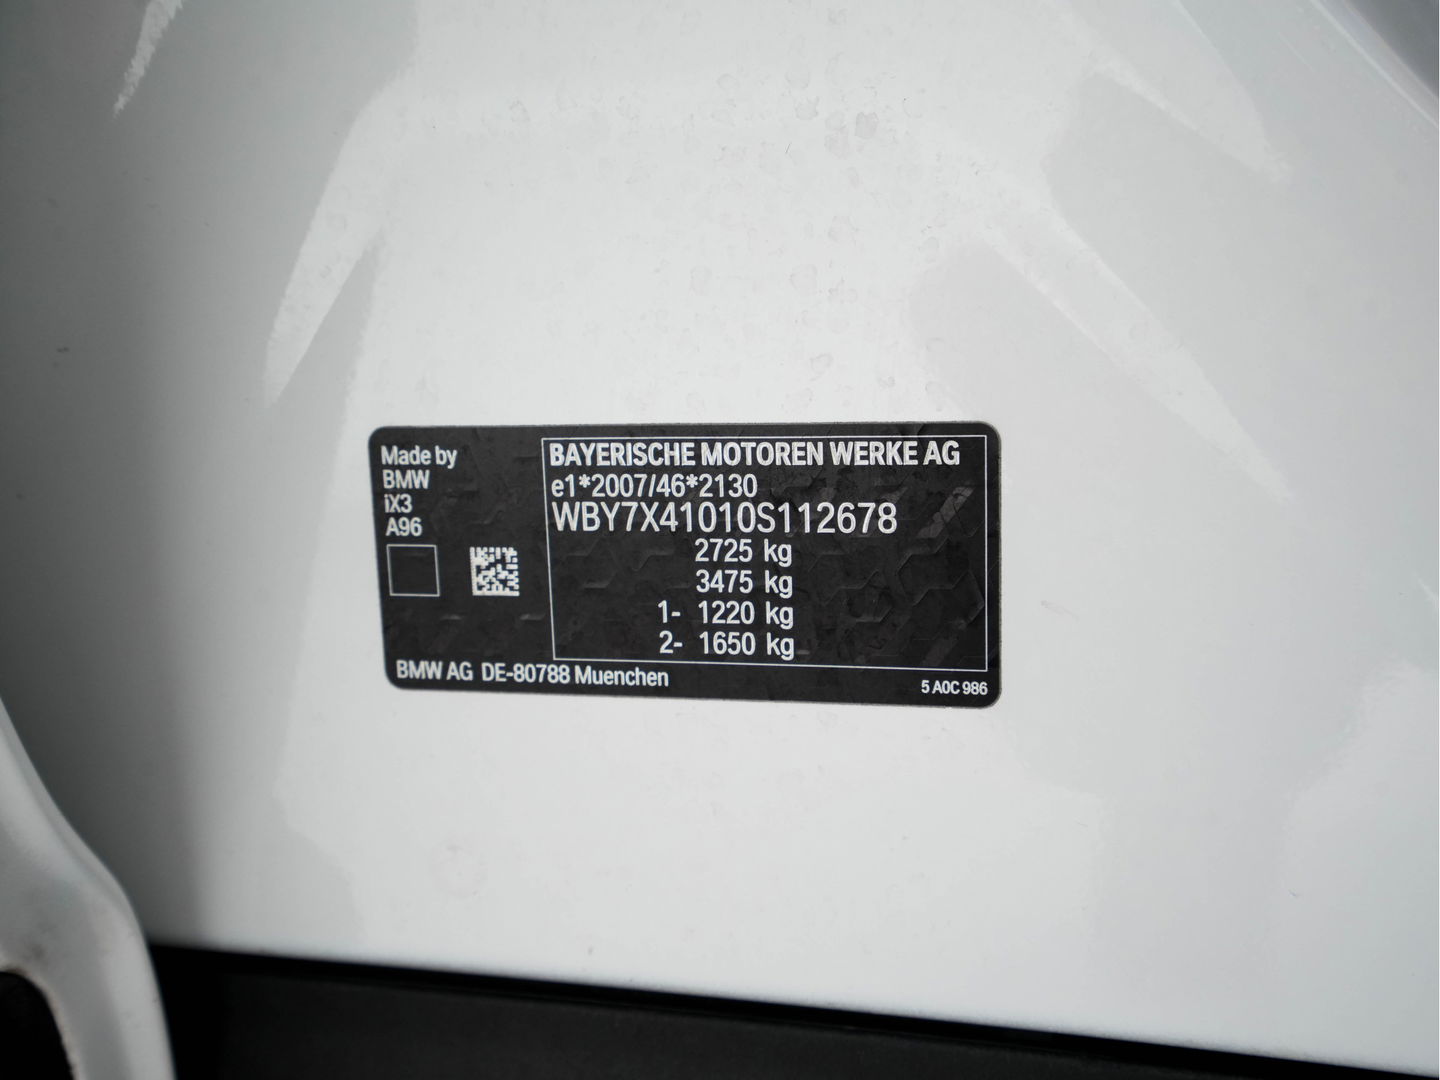 Made by
BMW
iX3
A96
BAYERISCHE MOTOREN WERKE AG
e1*2007/46*2130
WBY7X41010S112678
2725 kg
3475 kg
1- 1220 kg
2- 1650 kg
BMW AG DE-80788 Muenchen
5 A0C 986